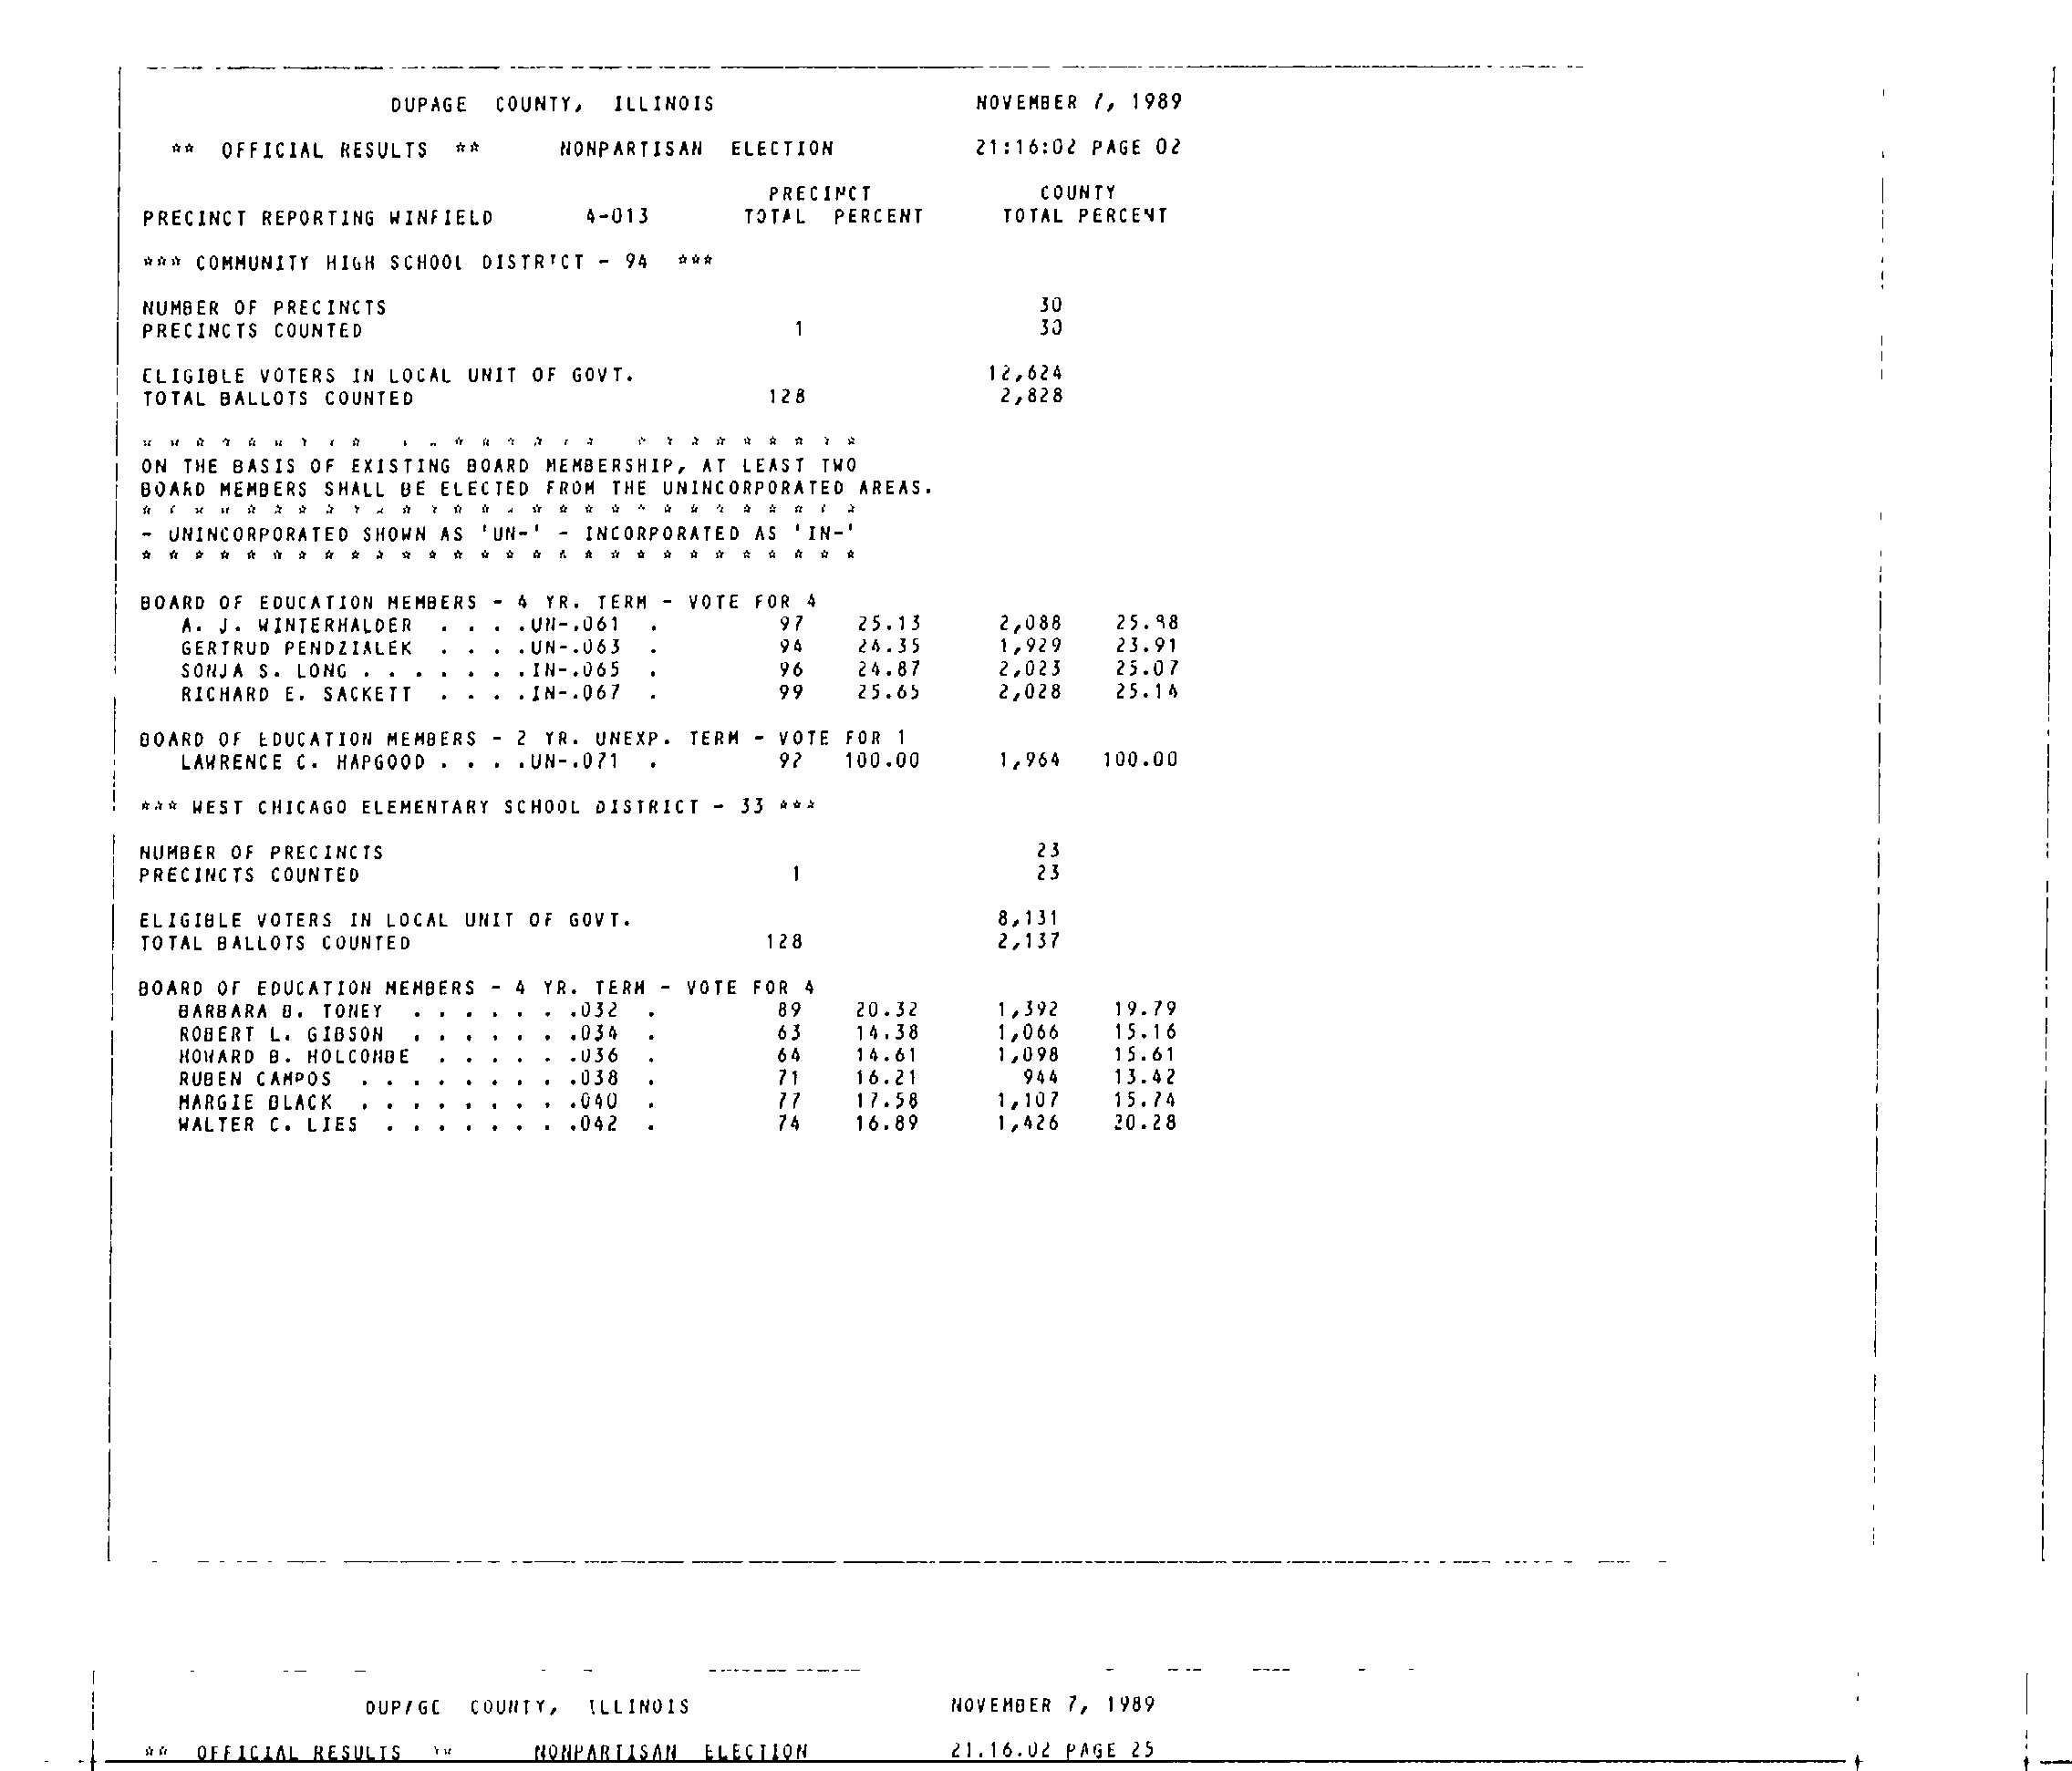 DUPAGE COUNTY, ILLINOIS NOVEMBER 7, 1989
** OFFICIAL RESULTS ** NONPARTISAN ELECTION 21:16:02 PAGE 02
PRECINCT COUNTY
PRECINCT REPORTING WINFIELD 4-013 TOTAL PERCENT TOTAL PERCENT
*** COMMUNITY HIGH SCHOOL DISTRICT - 94 ***
NUMBER OF PRECINCTS 30
PRECINCTS COUNTED 1 30
ELIGIBLE VOTERS IN LOCAL UNIT OF GOVT. 12,624
TOTAL BALLOTS COUNTED 128 2,828
* * * * * * * * * * * * * * * * * * * * * * * * * * * *
ON THE BASIS OF EXISTING BOARD MEMBERSHIP, AT LEAST TWO
BOARD MEMBERS SHALL BE ELECTED FROM THE UNINCORPORATED AREAS.
* * * * * * * * * * * * * * * * * * * * * * * * * * * *
- UNINCORPORATED SHOWN AS 'UN-' - INCORPORATED AS 'IN-'
* * * * * * * * * * * * * * * * * * * * * * * * * * * *
BOARD OF EDUCATION MEMBERS - 4 YR. TERM - VOTE FOR 4
A. J. WINTERHALDER . . . .UN-.061 . 97 25.13 2,088 25.88
GERTRUD PENDZIALEK . . . .UN-.063 . 94 24.35 1,929 23.91
SONJA S. LONG . . . . . . .IN-.065 . 96 24.87 2,023 25.07
RICHARD E. SACKETT . . . .IN-.067 . 99 25.65 2,028 25.14
BOARD OF EDUCATION MEMBERS - 2 YR. UNEXP. TERM - VOTE FOR 1
LAWRENCE C. HAPGOOD . . . .UN-.071 . 92 100.00 1,964 100.00
*** WEST CHICAGO ELEMENTARY SCHOOL DISTRICT - 33 ***
NUMBER OF PRECINCTS 23
PRECINCTS COUNTED 1 23
ELIGIBLE VOTERS IN LOCAL UNIT OF GOVT. 8,131
TOTAL BALLOTS COUNTED 128 2,137
BOARD OF EDUCATION MEMBERS - 4 YR. TERM - VOTE FOR 4
BARBARA B. TONEY . . . . . . .032 . 89 20.32 1,392 19.79
ROBERT L. GIBSON . . . . . . .034 . 63 14.38 1,066 15.16
HOWARD B. HOLCOMBE . . . . . .036 . 64 14.61 1,098 15.61
RUBEN CAMPOS . . . . . . . . .038 . 71 16.21 944 13.42
MARGIE BLACK . . . . . . . . .040 . 77 17.58 1,107 15.74
WALTER C. LIES . . . . . . . .042 . 74 16.89 1,426 20.28
DUPAGE COUNTY, ILLINOIS NOVEMBER 7, 1989
** OFFICIAL RESULTS ** NONPARTISAN ELECTION 21.16.02 PAGE 25